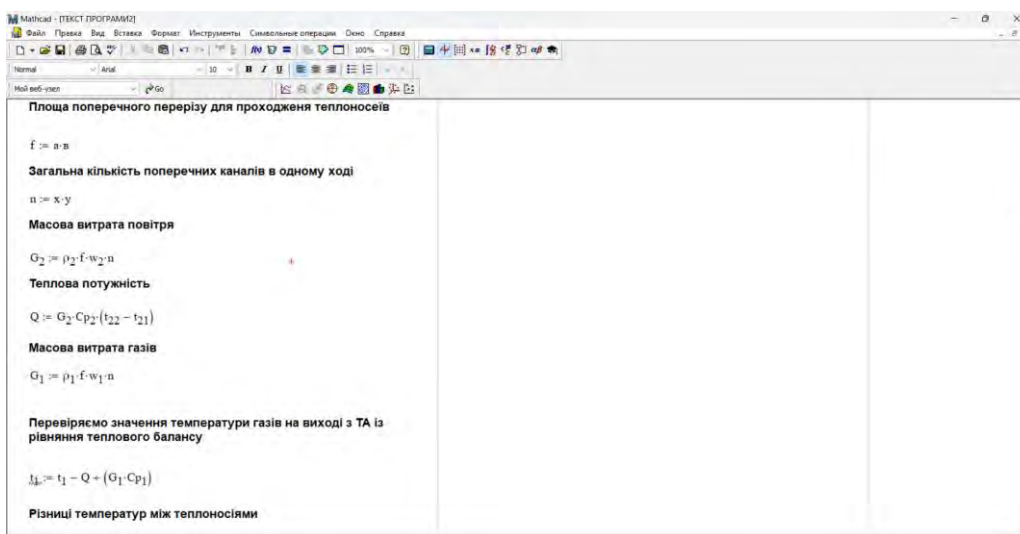 Mathcad - [ТЕКСТ ПРОГРАМИ2]
Файл Правка Вид Вставка Формат Инструменты Символьные операции Окно Справка
100%
Normal Arial 10 B I U
Мой веб-узел Go
Площа поперечного перерізу для проходженя теплоносеїв
f := а·в
Загальна кількість поперечних каналів в одному ході
n := x·y
Масова витрата повітря
G2 := ρ2·f·w2·n
Теплова потужність
Q := G2·Cp2·(t22 − t21)
Масова витрата газів
G1 := ρ1·f·w1·n
Перевіряємо значення температури газів на виході з ТА із
рівняння теплового балансу
:= t1 − Q ÷ (G1·Cp1)
Різниці температур між теплоносіями